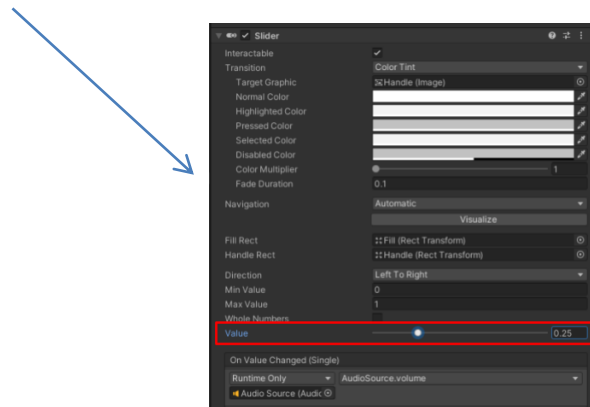 Slider
Interactable
Transition Color Tint
Target Graphic Handle (Image)
Normal Color
Highlighted Color
Pressed Color
Selected Color
Disabled Color
Color Multiplier 1
Fade Duration 0.1
Navigation Automatic
Visualize
Fill Rect Fill (Rect Transform)
Handle Rect Handle (Rect Transform)
Direction Left To Right
Min Value 0
Max Value 1
Whole Numbers
Value 0.25
On Value Changed (Single)
Runtime Only AudioSource.volume
Audio Source (Audic